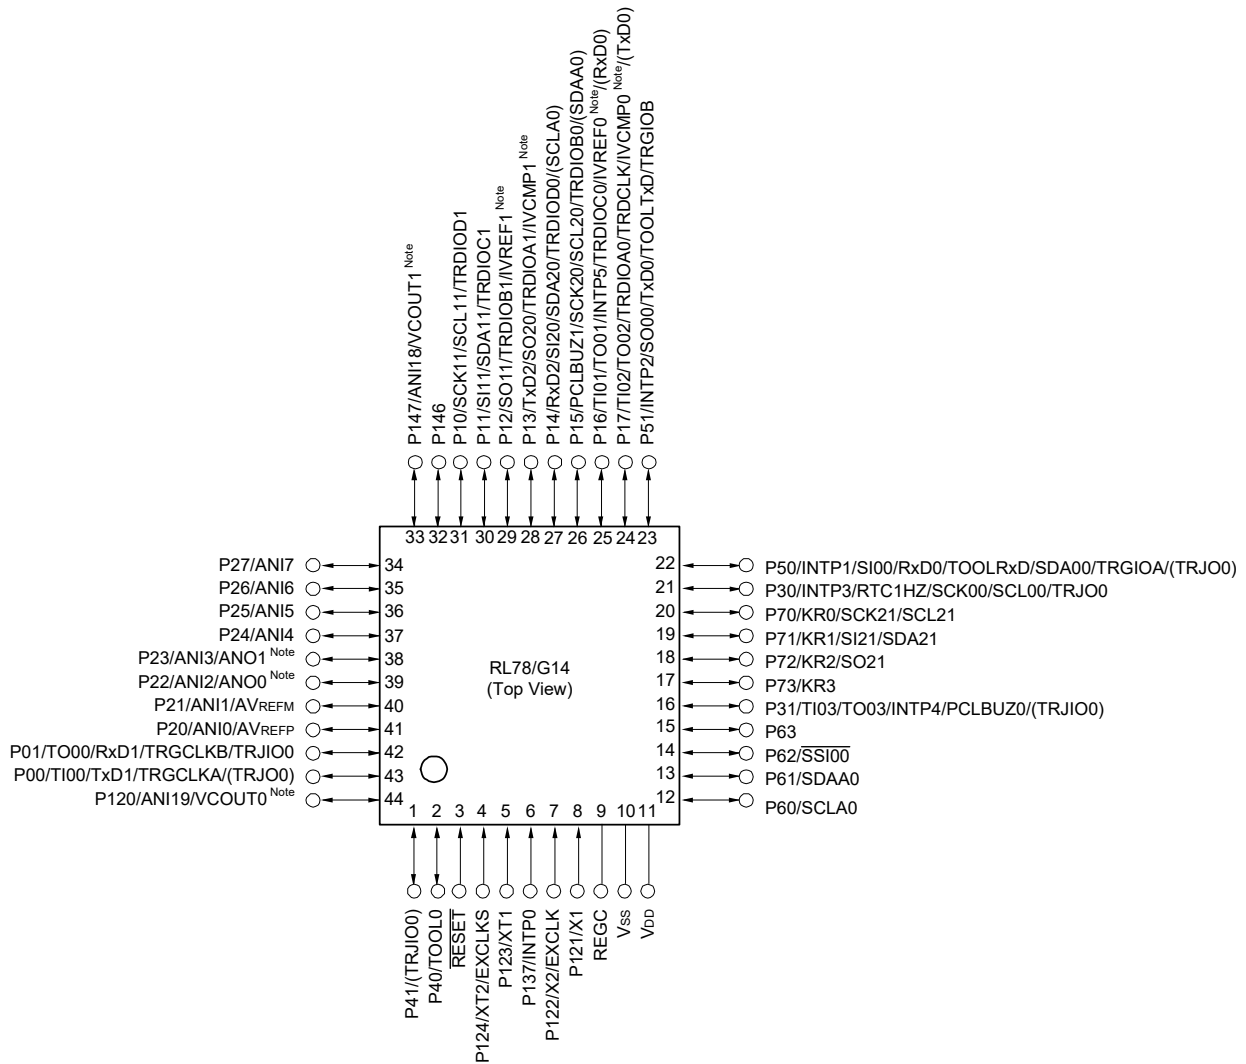 P147/ANI18/VCOUT1 Note
P146
P10/SCK11/SCL11/TRDIOD1
P11/SI11/SDA11/TRDIOC1
P12/SO11/TRDIOB1/IVREF1 Note
P13/TxD2/SO20/TRDIOA1/IVCMP1 Note
P14/RxD2/SI20/SDA20/TRDIOD0/(SCLA0)
P15/PCLBUZ1/SCK20/SCL20/TRDIOB0/(SDAA0)
P16/TI01/TO01/INTP5/TRDIOC0/IVREF0 Note/(RxD0)
P17/TI02/TO02/TRDIOA0/TRDCLK/IVCMP0 Note/(TxD0)
P51/INTP2/SO00/TxD0/TOOLTxD/TRGIOB
33 32 31 30 29 28 27 26 25 24 23
P27/ANI7 34
P26/ANI6 35
P25/ANI5 36
P24/ANI4 37
P23/ANI3/ANO1 Note 38
P22/ANI2/ANO0 Note 39
P21/ANI1/AVREFM 40
P20/ANI0/AVREFP 41
P01/TO00/RxD1/TRGCLKB/TRJIO0 42
P00/TI00/TxD1/TRGCLKA/(TRJO0) 43
P120/ANI19/VCOUT0 Note 44
RL78/G14
(Top View)
22 P50/INTP1/SI00/RxD0/TOOLRxD/SDA00/TRGIOA/(TRJO0)
21 P30/INTP3/RTC1HZ/SCK00/SCL00/TRJO0
20 P70/KR0/SCK21/SCL21
19 P71/KR1/SI21/SDA21
18 P72/KR2/SO21
17 P73/KR3
16 P31/TI03/TO03/INTP4/PCLBUZ0/(TRJIO0)
15 P63
14 P62/SSI00
13 P61/SDAA0
12 P60/SCLA0
1 2 3 4 5 6 7 8 9 10 11
P41/(TRJIO0)
P40/TOOL0
RESET
P124/XT2/EXCLKS
P123/XT1
P137/INTP0
P122/X2/EXCLK
P121/X1
REGC
VSS
VDD